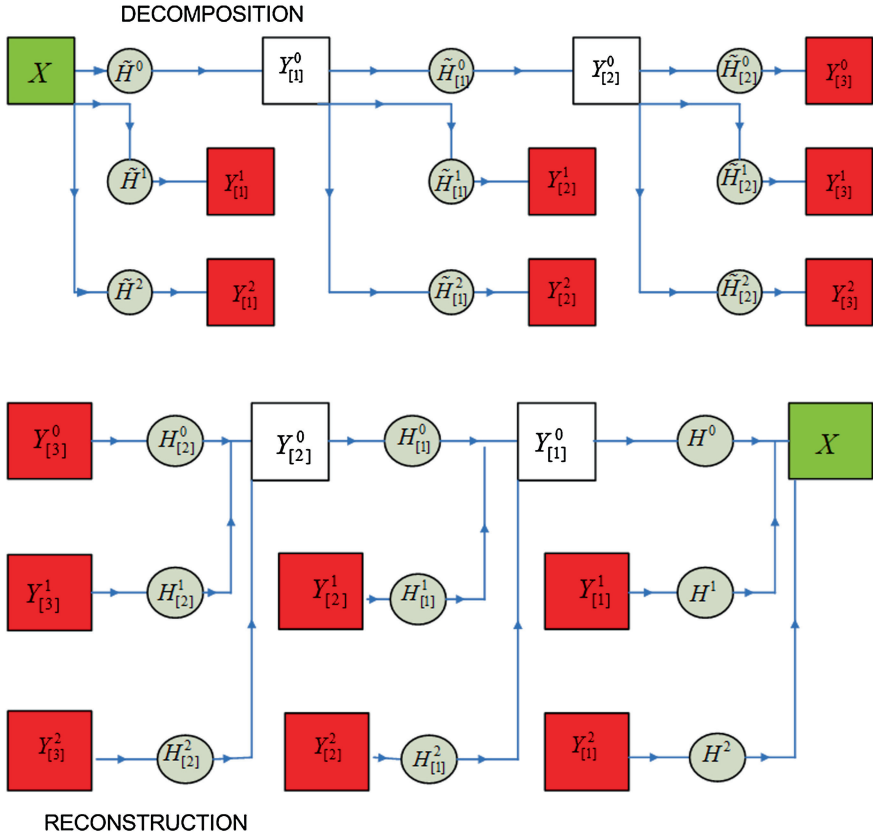 DECOMPOSITION
X H̃⁰ Y⁰[1] H̃⁰[1] Y⁰[2] H̃⁰[2] Y⁰[3]
H̃¹ Y¹[1] H̃¹[1] Y¹[2] H̃¹[2] Y¹[3]
H̃² Y²[1] H̃²[1] Y²[2] H̃²[2] Y²[3]
Y⁰[3] H⁰[2] Y⁰[2] H⁰[1] Y⁰[1] H⁰ X
Y¹[3] H¹[2] Y¹[2] H¹[1] Y¹[1] H¹
Y²[3] H²[2] Y²[2] H²[1] Y²[1] H²
RECONSTRUCTION